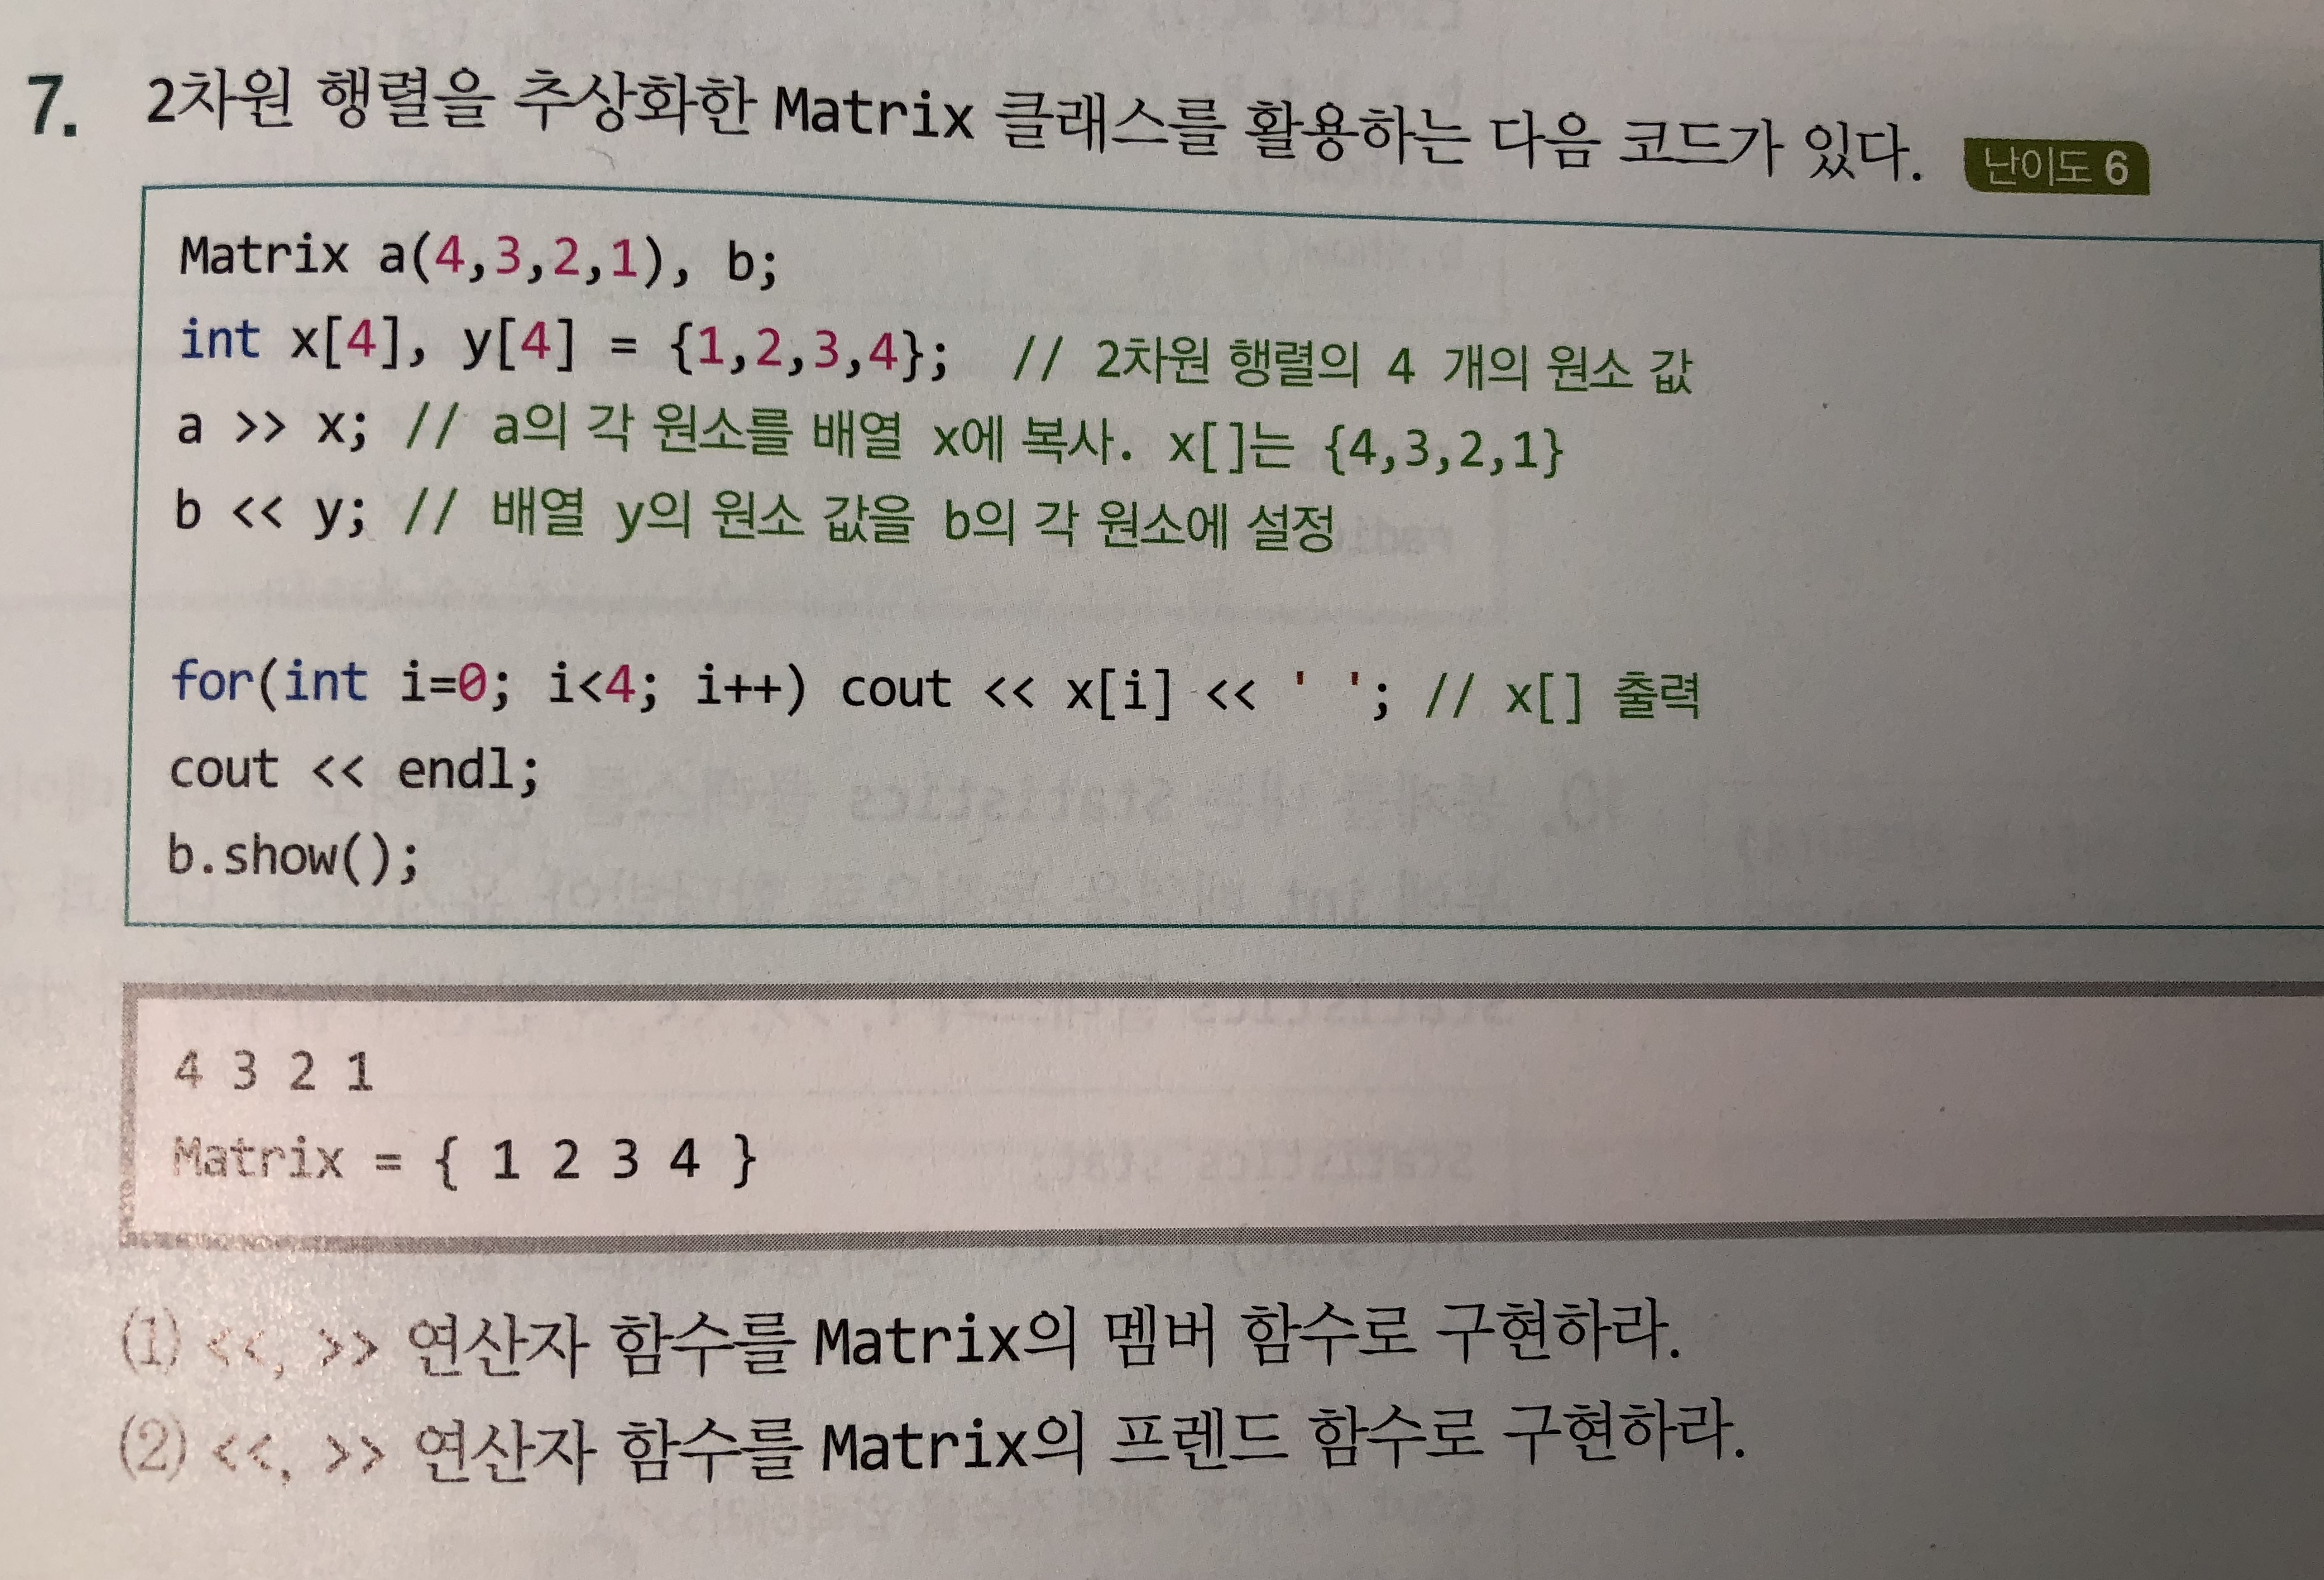 7. 2차원 행렬을 추상화한 Matrix 클래스를 활용하는 다음 코드가 있다. 난이도 6
Matrix a(4,3,2,1), b;
int x[4], y[4] = {1,2,3,4}; // 2차원 행렬의 4 개의 원소 값
a >> x; // a의 각 원소를 배열 x에 복사. x[]는 {4,3,2,1}
b << y; // 배열 y의 원소 값을 b의 각 원소에 설정
for(int i=0; i<4; i++) cout << x[i] << ' '; // x[] 출력
cout << endl;
b.show();
4 3 2 1
Matrix = { 1 2 3 4 }
(1) <<, >> 연산자 함수를 Matrix의 멤버 함수로 구현하라.
(2) <<, >> 연산자 함수를 Matrix의 프렌드 함수로 구현하라.